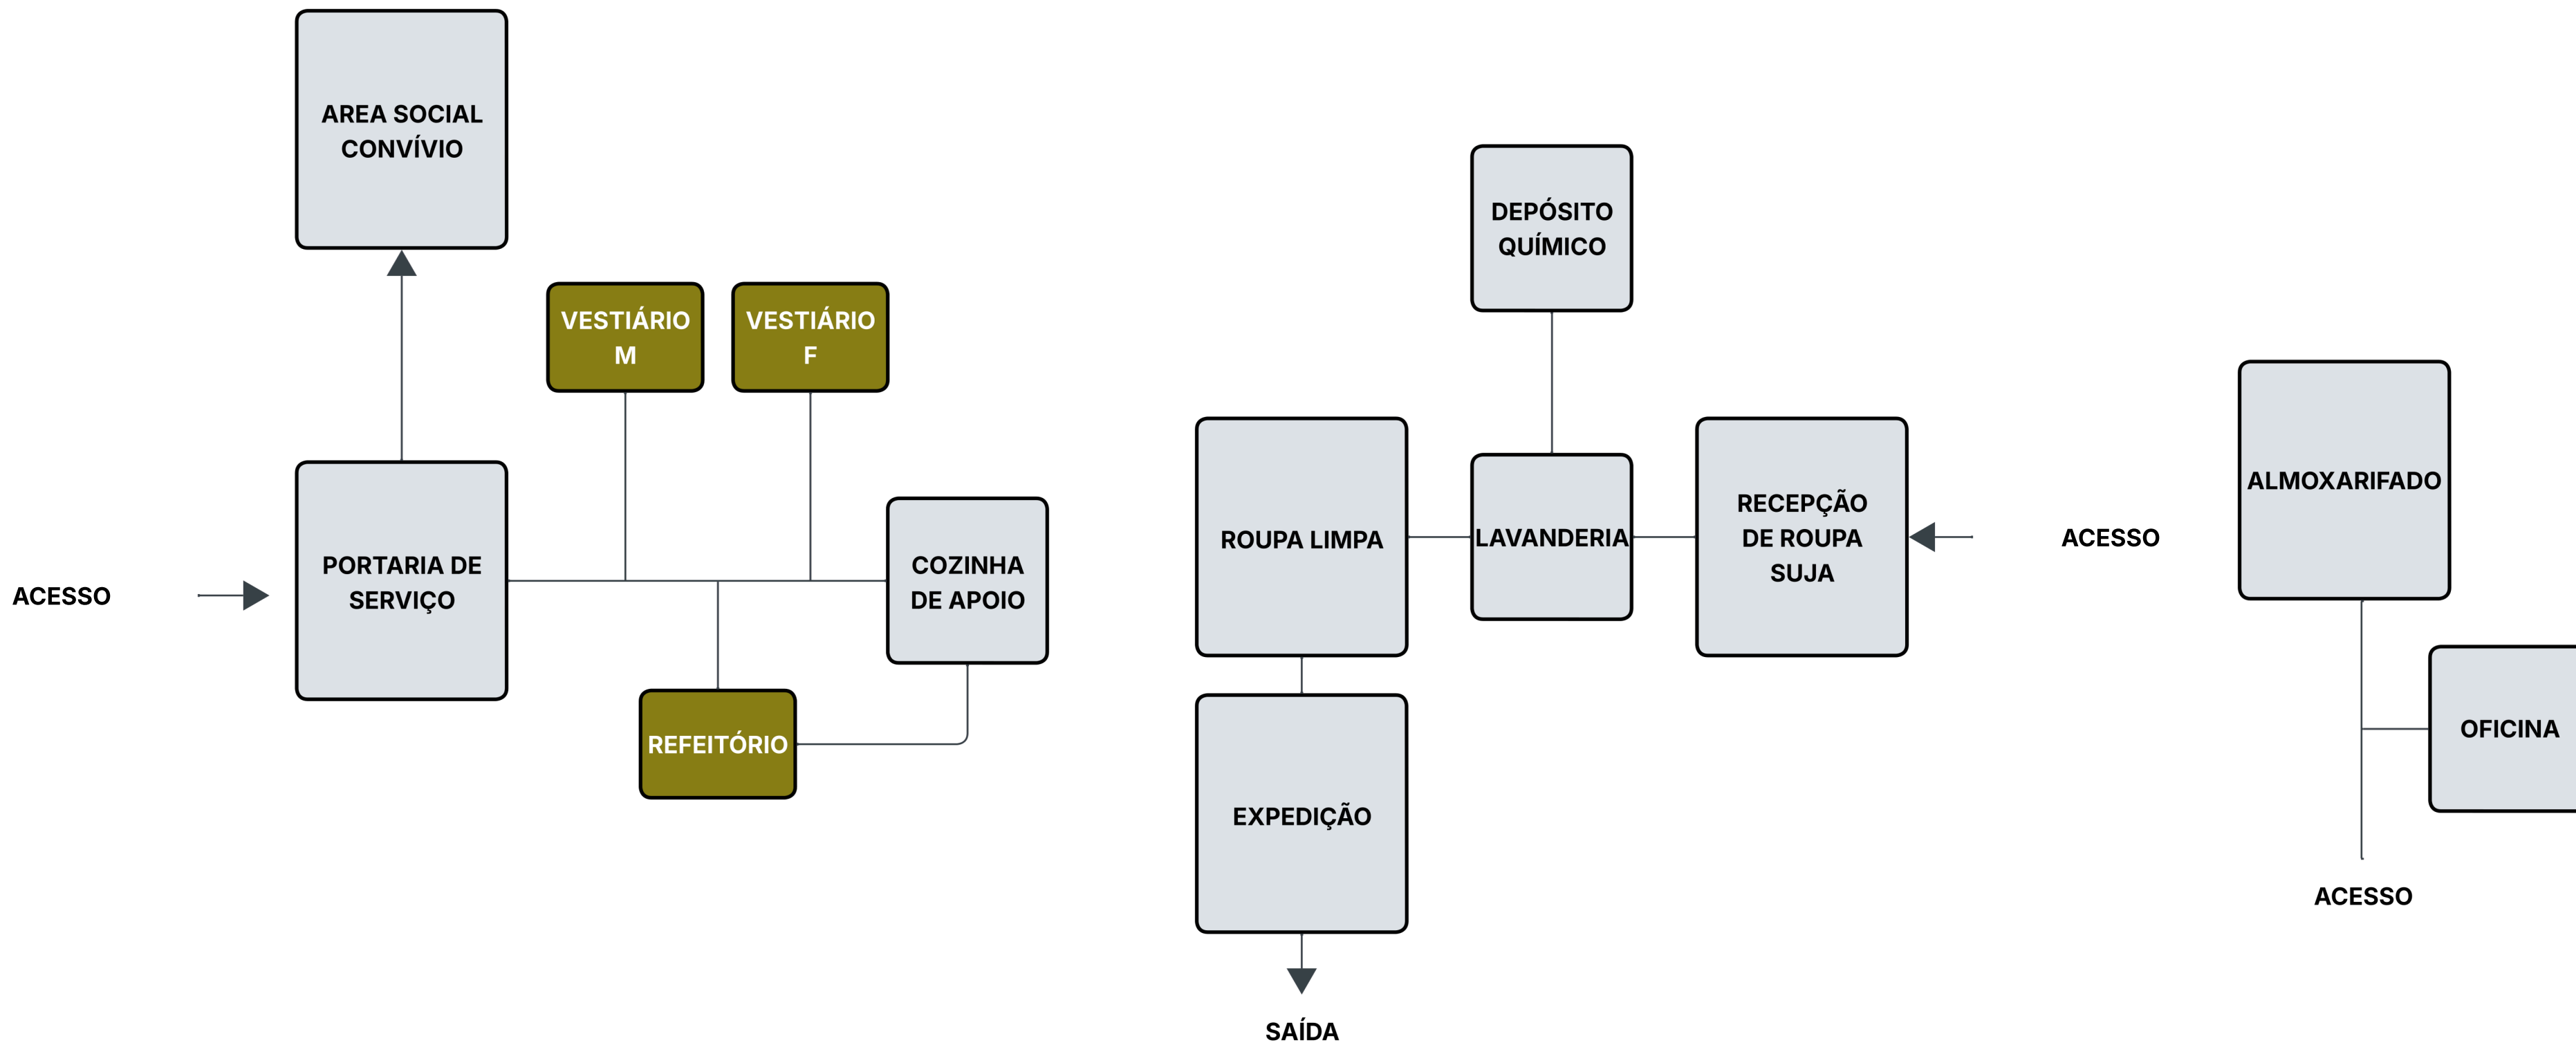 AREA SOCIAL
CONVÍVIO
VESTIÁRIO
M
VESTIÁRIO
F
PORTARIA DE
SERVIÇO
ACESSO
COZINHA
DE APOIO
REFEITÓRIO
DEPÓSITO
QUÍMICO
ROUPA LIMPA
LAVANDERIA
RECEPÇÃO
DE ROUPA
SUJA
ACESSO
EXPEDIÇÃO
SAÍDA
ALMOXARIFADO
OFICINA
ACESSO